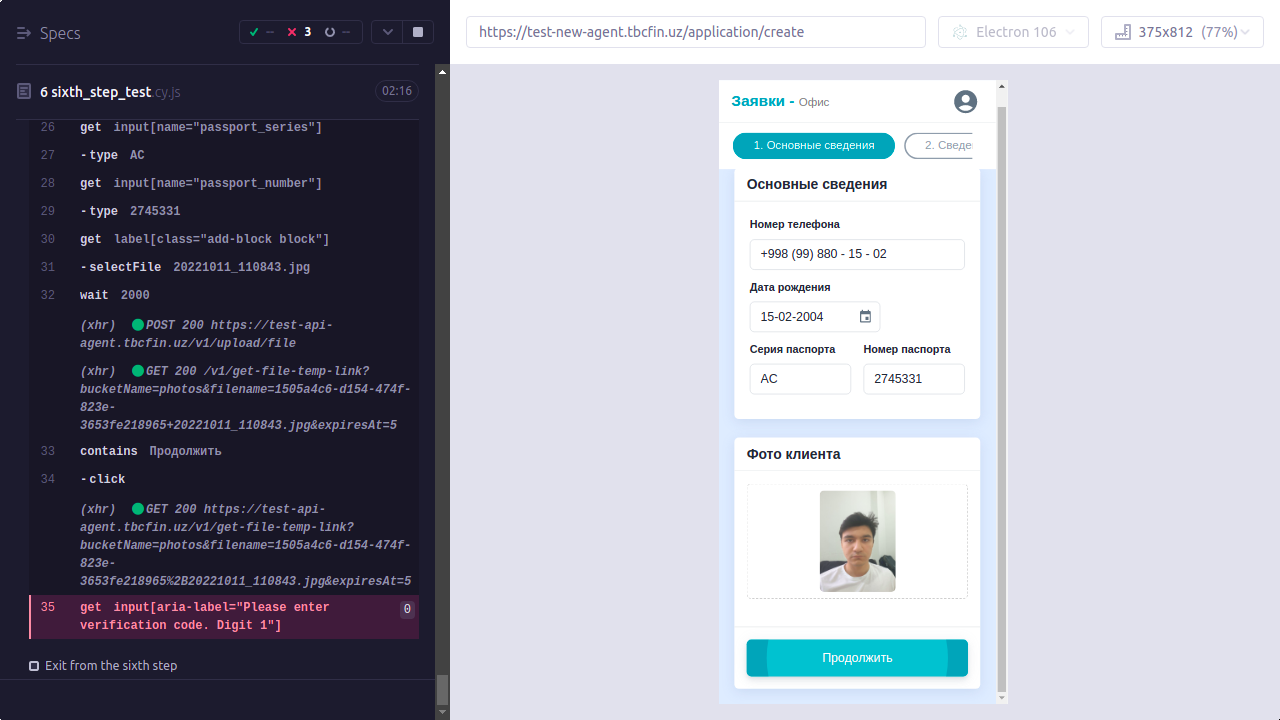 Specs
-- 3 --
https://test-new-agent.tbcfin.uz/application/create
Electron 106
375x812 (77%)
6 sixth_step_test.cy.js
02:16
26 get input[name="passport_series"]
27 -type AC
28 get input[name="passport_number"]
29 -type 2745331
30 get label[class="add-block block"]
31 -selectFile 20221011_110843.jpg
32 wait 2000
(xhr) POST 200 https://test-api-
agent.tbcfin.uz/v1/upload/file
(xhr) GET 200 /v1/get-file-temp-link?
bucketName=photos&filename=1505a4c6-d154-474f-
823e-
3653fe218965+20221011_110843.jpg&expiresAt=5
33 contains Продолжить
34 -click
(xhr) GET 200 https://test-api-
agent.tbcfin.uz/v1/get-file-temp-link?
bucketName=photos&filename=1505a4c6-d154-474f-
823e-
3653fe218965%2B20221011_110843.jpg&expiresAt=5
35 get input[aria-label="Please enter 0
verification code. Digit 1"]
Exit from the sixth step
Заявки - Офис
1. Основные сведения
2. Сведе
Основные сведения
Номер телефона
+998 (99) 880 - 15 - 02
Дата рождения
15-02-2004
Серия паспорта Номер паспорта
AC 2745331
Фото клиента
Продолжить